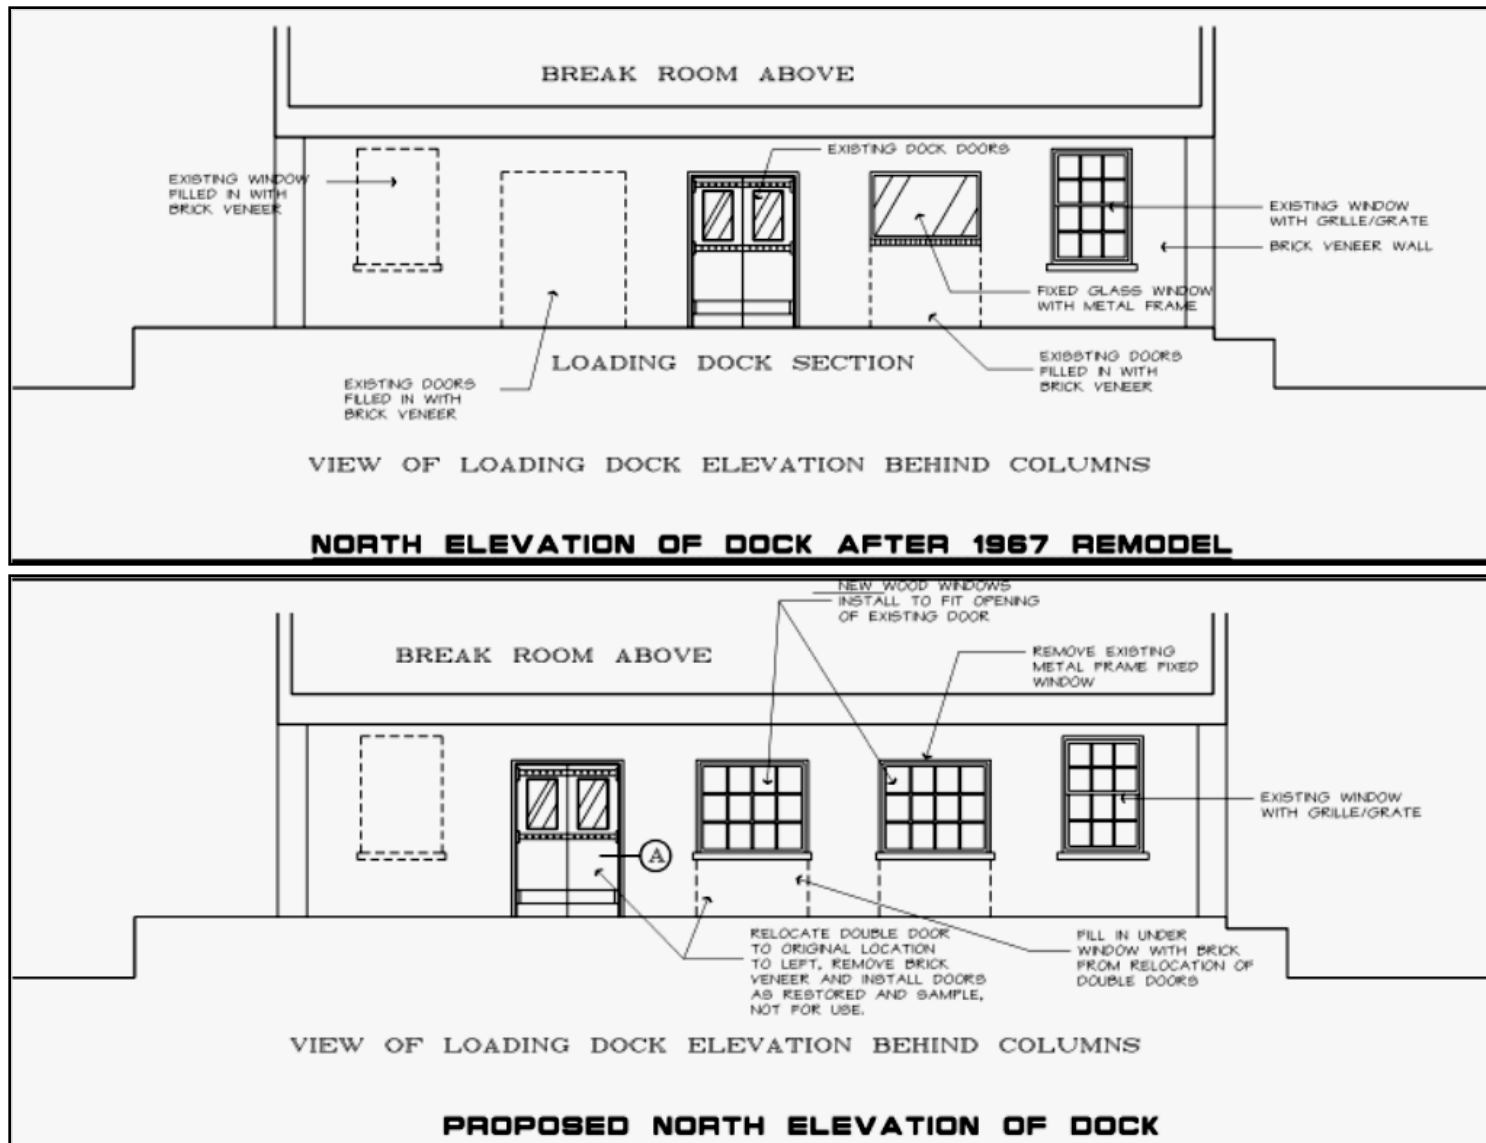 BREAK ROOM ABOVE
EXISTING DOCK DOORS
EXISTING WINDOW
FILLED IN WITH
BRICK VENEER
EXISTING WINDOW
WITH GRILLE/GRATE
BRICK VENEER WALL
FIXED GLASS WINDOW
WITH METAL FRAME
LOADING DOCK SECTION
EXISTING DOORS
FILLED IN WITH
BRICK VENEER
EXISSTING DOORS
FILLED IN WITH
BRICK VENEER
VIEW OF LOADING DOCK ELEVATION BEHIND COLUMNS
NORTH ELEVATION OF DOCK AFTER 1967 REMODEL
NEW WOOD WINDOWS
INSTALL TO FIT OPENING
OF EXISTING DOOR
BREAK ROOM ABOVE
REMOVE EXISTING
METAL FRAME FIXED
WINDOW
EXISTING WINDOW
WITH GRILLE/GRATE
A
RELOCATE DOUBLE DOOR
TO ORIGINAL LOCATION
TO LEFT, REMOVE BRICK
VENEER AND INSTALL DOORS
AS RESTORED AND SAMPLE,
NOT FOR USE.
FILL IN UNDER
WINDOW WITH BRICK
FROM RELOCATION OF
DOUBLE DOORS
VIEW OF LOADING DOCK ELEVATION BEHIND COLUMNS
PROPOSED NORTH ELEVATION OF DOCK